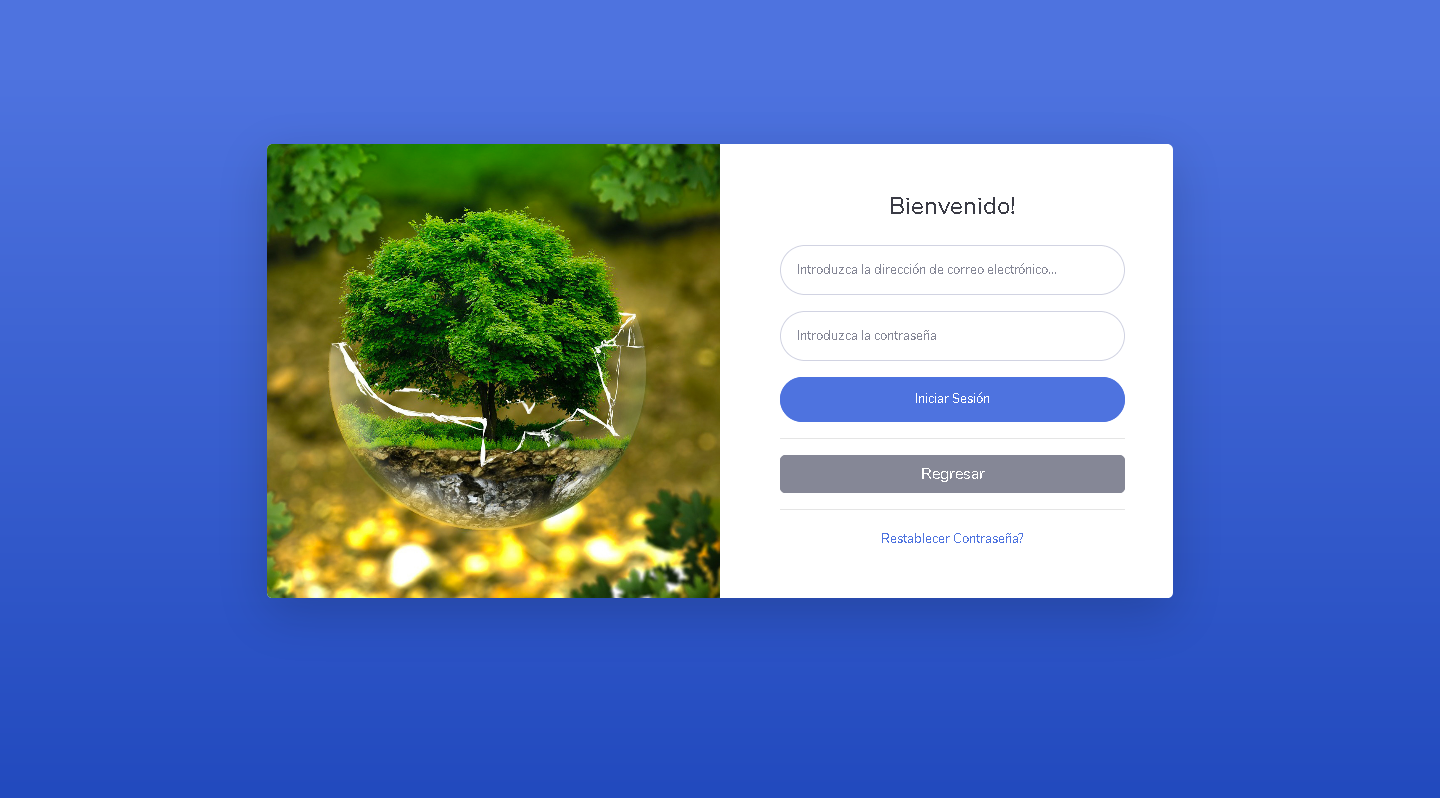 Bienvenido!
Introduzca la dirección de correo electrónico...
Introduzca la contraseña
Iniciar Sesión
Regresar
Restablecer Contraseña?